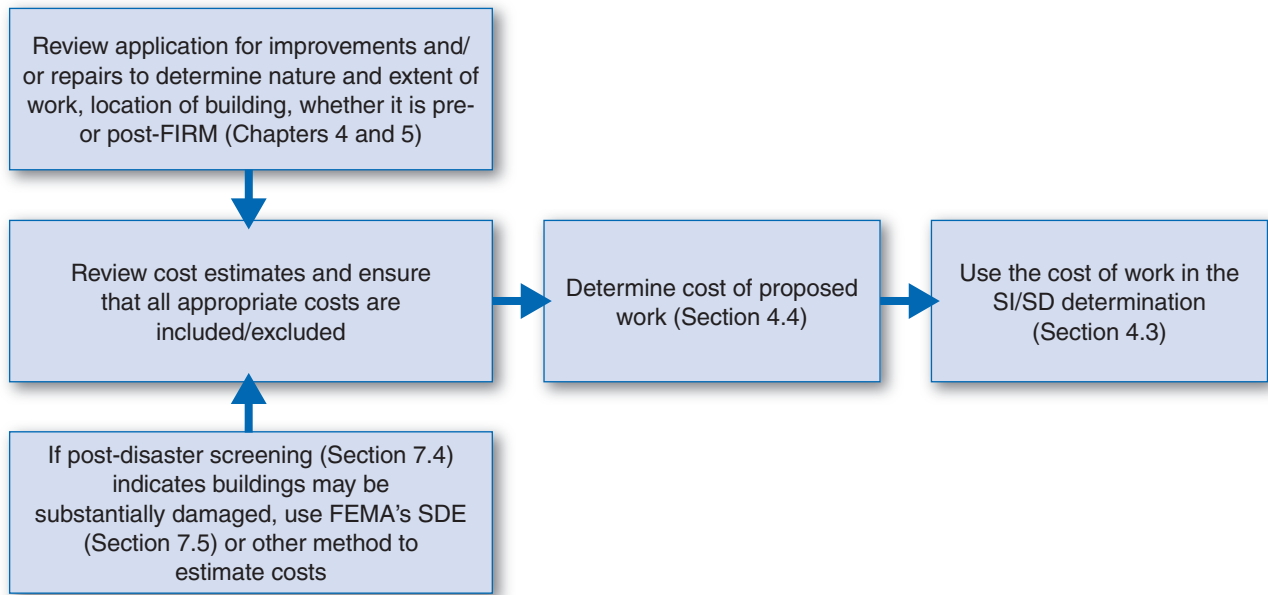 Review application for improvements and/
or repairs to determine nature and extent of
work, location of building, whether it is pre-
or post-FIRM (Chapters 4 and 5)
Review cost estimates and ensure
that all appropriate costs are
included/excluded
Determine cost of proposed
work (Section 4.4)
Use the cost of work in the
SI/SD determination
(Section 4.3)
If post-disaster screening (Section 7.4)
indicates buildings may be
substantially damaged, use FEMA's SDE
(Section 7.5) or other method to
estimate costs